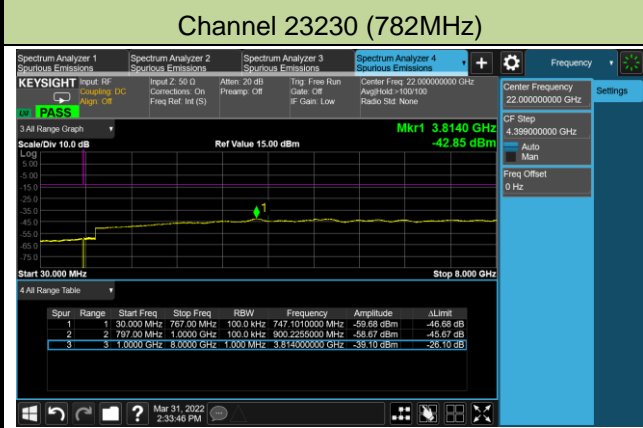 Channel 23230 (782MHz)
Spectrum Analyzer 1
Spurious Emissions
Spectrum Analyzer 2
Spurious Emissions
Spectrum Analyzer 3
Spurious Emissions
Spectrum Analyzer 4
Spurious Emissions
Frequency
KEYSIGHT
Input: RF
Coupling: DC
Align: Off
Input Z: 50 Ω
Corrections: On
Freq Ref: Int (S)
Atten: 20 dB
Preamp: Off
Trig: Free Run
Gate: Off
IF Gain: Low
Center Freq: 22.000000000 GHz
Avg|Hold:>100/100
Radio Std: None
PASS
Center Frequency
22.000000000 GHz
Settings
CF Step
4.399000000 GHz
Auto
Man
Freq Offset
0 Hz
3 All Range Graph
Mkr1 3.8140 GHz
Scale/Div 10.0 dB
Ref Value 15.00 dBm
-42.85 dBm
Log
5.00
-5.00
-15.0
-25.0
-35.0
-45.0
-55.0
-65.0
-75.0
1
Start 30.000 MHz
Stop 8.000 GHz
4 All Range Table
Spur Range Start Freq Stop Freq RBW Frequency Amplitude ΔLimit
1 1 30.000 MHz 767.00 MHz 100.0 kHz 747.1010000 MHz -59.68 dBm -46.68 dB
2 2 797.00 MHz 1.0000 GHz 100.0 kHz 900.2255000 MHz -58.67 dBm -45.67 dB
3 3 1.0000 GHz 8.0000 GHz 1.000 MHz 3.814000000 GHz -39.10 dBm -26.10 dB
Mar 31, 2022
2:33:46 PM